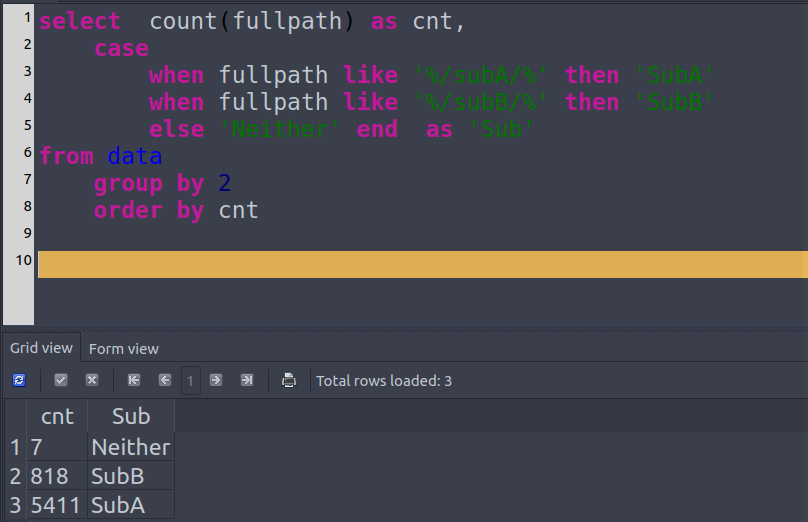 1 select  count(fullpath) as cnt,
2     case
3         when fullpath like '%/subA/%' then 'SubA'
4         when fullpath like '%/subB/%' then 'SubB'
5         else 'Neither' end  as 'Sub'
6 from data
7     group by 2
8     order by cnt
9
10
Grid view Form view
1 Total rows loaded: 3
cnt Sub
1 7 Neither
2 818 SubB
3 5411 SubA